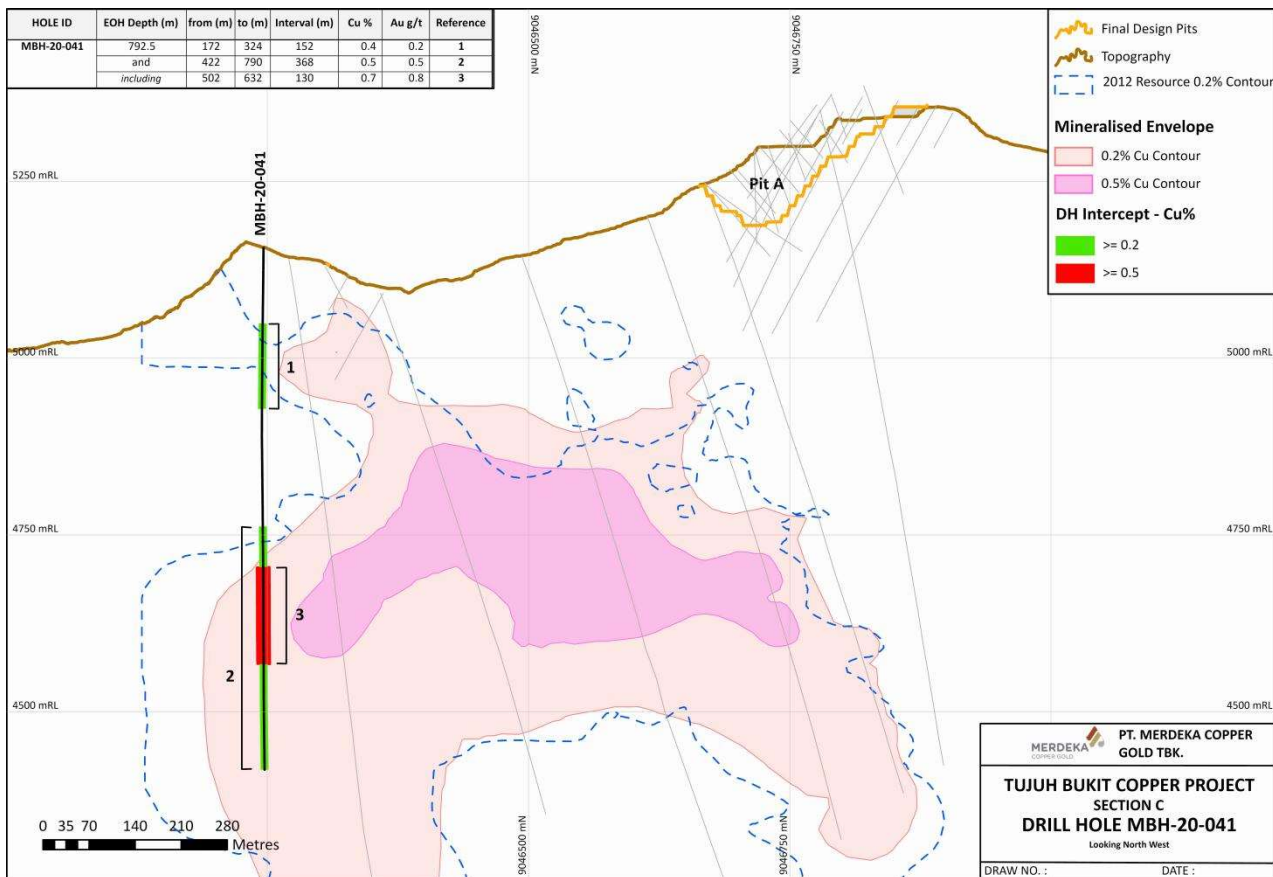 HOLE ID EOH Depth (m) from (m) to (m) Interval (m) Cu % Au g/t Reference
MBH-20-041 792.5 172 324 152 0.4 0.2 1
and 422 790 368 0.5 0.5 2
including 502 632 130 0.7 0.8 3
9046500 mN
9046750 mN
Final Design Pits
Topography
2012 Resource 0.2% Contour
Mineralised Envelope
0.2% Cu Contour
0.5% Cu Contour
DH Intercept - Cu%
>= 0.2
>= 0.5
5250 mRL
5250 mRL
MBH-20-041
Pit A
5000 mRL
5000 mRL
1
4750 mRL
4750 mRL
3
2
4500 mRL
4500 mRL
0 35 70 140 210 280
Metres
9046500 mN
9046750 mN
MERDEKA
COPPER GOLD
PT. MERDEKA COPPER
GOLD TBK.
TUJUH BUKIT COPPER PROJECT
SECTION C
DRILL HOLE MBH-20-041
Looking North West
DRAW NO. : DATE :